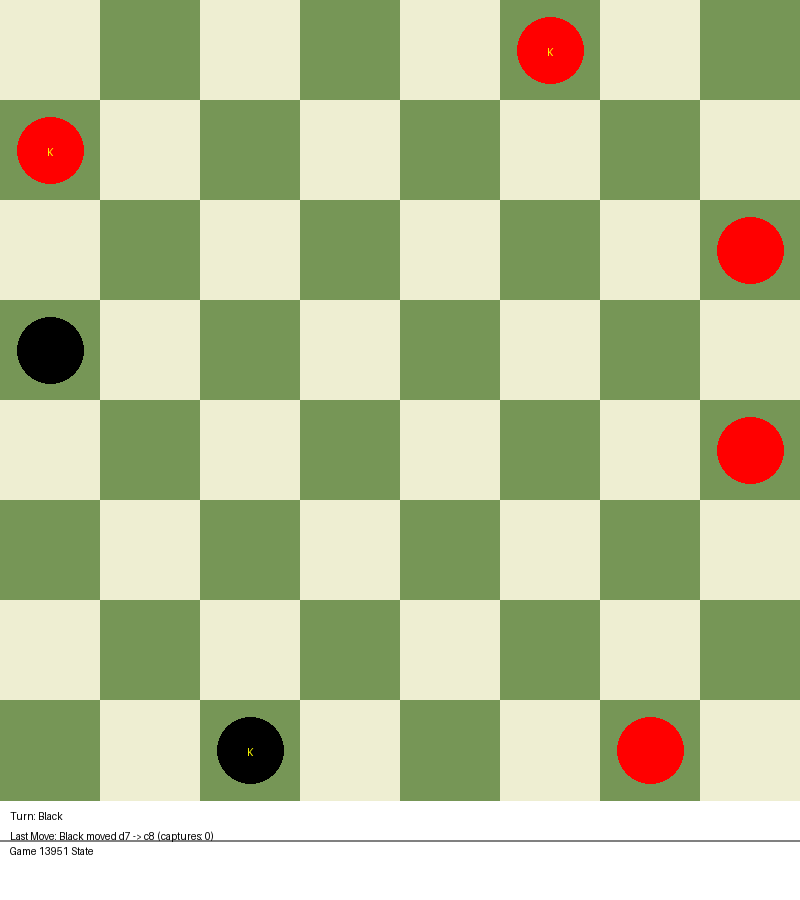 K
K
K
Turn: Black
Last Move: Black moved d7 -> c8 (captures: 0)
Game 13951 State